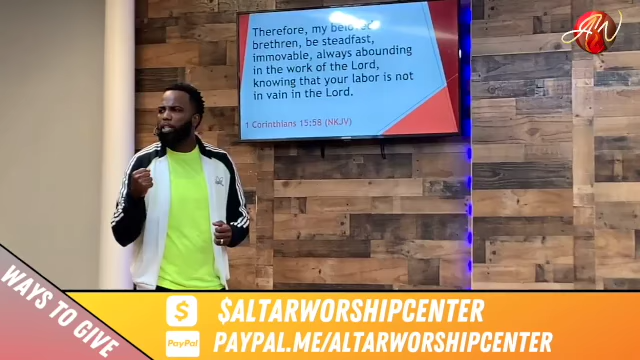 Therefore, my beloved
brethren, be steadfast,
immovable, always abounding
in the work of the Lord,
knowing that your labor is not
in vain in the Lord.
1 Corinthians 15:58 (NKJV)
AW
WAYS TO GIVE
$ $ALTARWORSHIPCENTER
PayPal PAYPAL.ME/ALTARWORSHIPCENTER